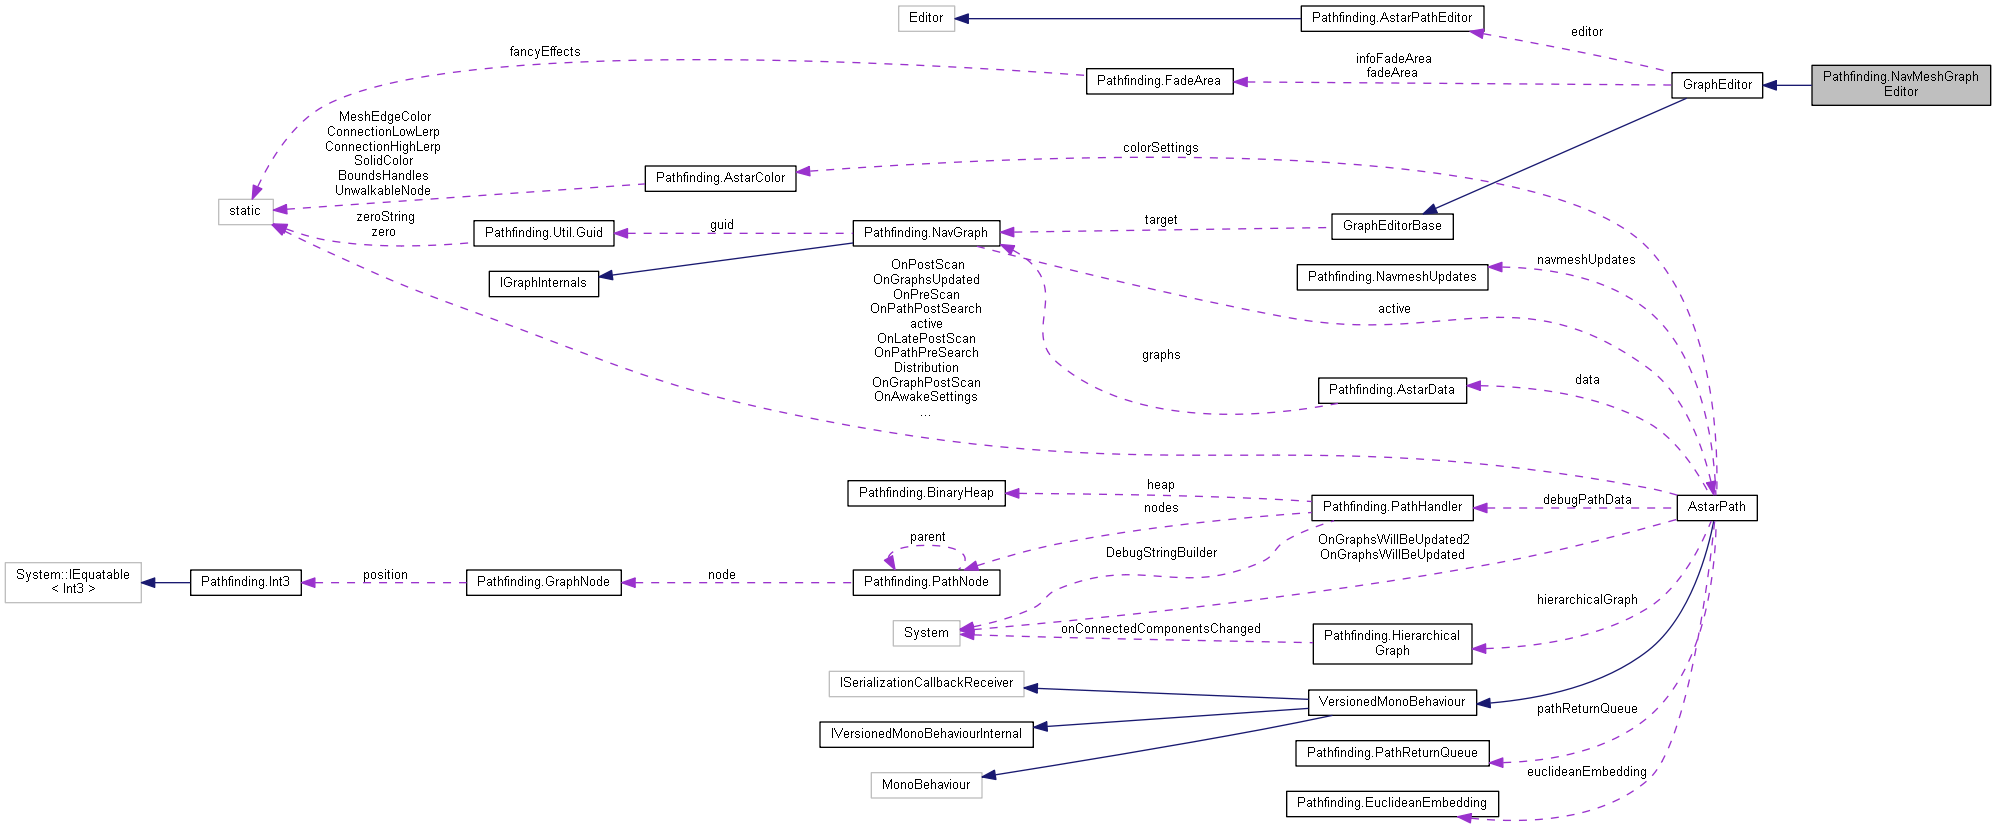 Editor
Pathfinding.AstarPathEditor
editor
fancyEffects
infoFadeArea
fadeArea
Pathfinding.FadeArea
GraphEditor
Pathfinding.NavMeshGraph
Editor
MeshEdgeColor
ConnectionLowLerp
ConnectionHighLerp
SolidColor
BoundsHandles
UnwalkableNode
colorSettings
Pathfinding.AstarColor
static
zeroString
zero
Pathfinding.Util.Guid
guid
Pathfinding.NavGraph
target
GraphEditorBase
IGraphInternals
navmeshUpdates
Pathfinding.NavmeshUpdates
OnPostScan
OnGraphsUpdated
OnPreScan
OnPathPostSearch
active
OnLatePostScan
OnPathPreSearch
Distribution
OnGraphPostScan
OnAwakeSettings
...
active
graphs
data
Pathfinding.AstarData
heap
Pathfinding.BinaryHeap
nodes
Pathfinding.PathHandler
debugPathData
AstarPath
parent
DebugStringBuilder
OnGraphsWillBeUpdated2
OnGraphsWillBeUpdated
System::IEquatable
< Int3 >
Pathfinding.Int3
position
Pathfinding.GraphNode
node
Pathfinding.PathNode
hierarchicalGraph
System
onConnectedComponentsChanged
Pathfinding.Hierarchical
Graph
ISerializationCallbackReceiver
VersionedMonoBehaviour
pathReturnQueue
IVersionedMonoBehaviourInternal
Pathfinding.PathReturnQueue
MonoBehaviour
euclideanEmbedding
Pathfinding.EuclideanEmbedding